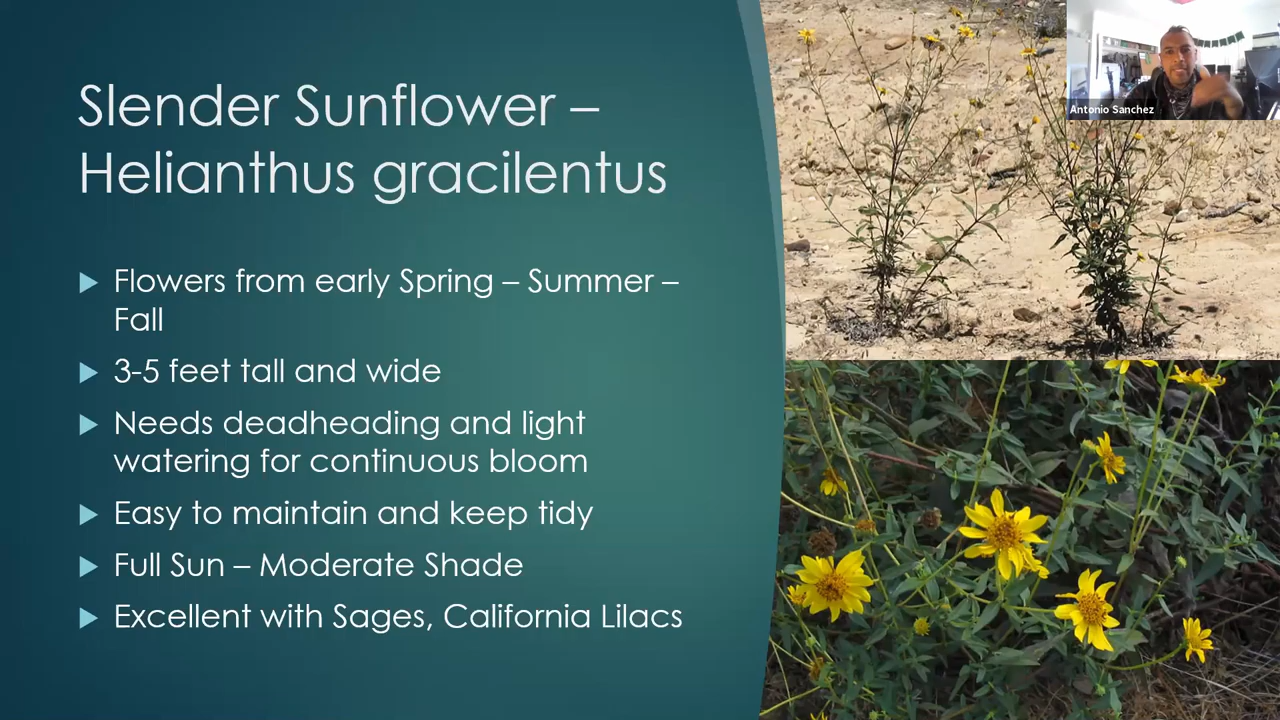 Slender Sunflower –
Helianthus gracilentus
Flowers from early Spring – Summer –
Fall
3-5 feet tall and wide
Needs deadheading and light
watering for continuous bloom
Easy to maintain and keep tidy
Full Sun – Moderate Shade
Excellent with Sages, California Lilacs
Antonio Sanchez